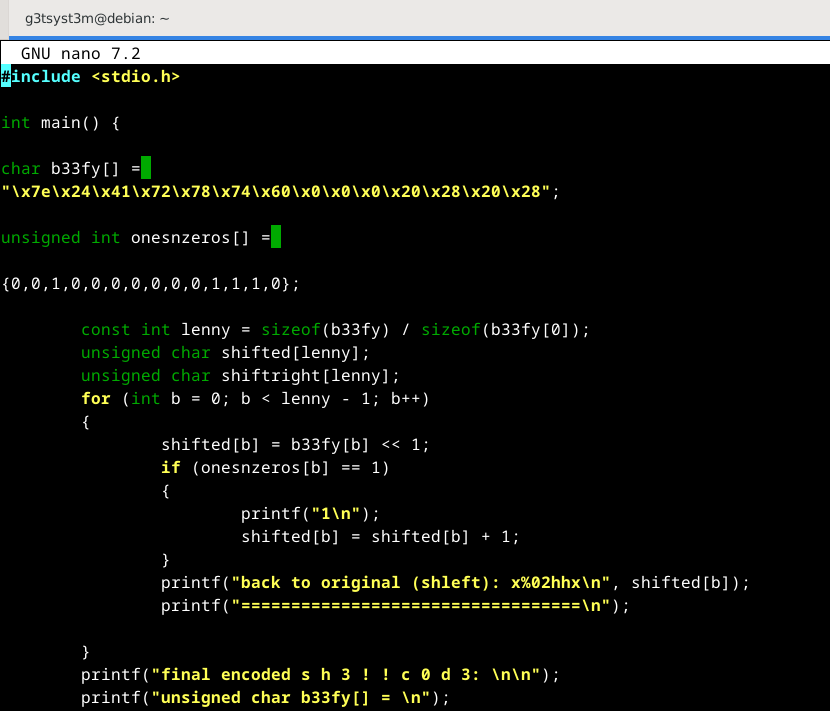 g3tsyst3m@debian: ~
GNU nano 7.2
#include <stdio.h>
int main() {
char b33fy[] =
"\x7e\x24\x41\x72\x78\x74\x60\x0\x0\x0\x20\x28\x20\x28";
unsigned int onesnzeros[] =
{0,0,1,0,0,0,0,0,0,0,1,1,1,0};
const int lenny = sizeof(b33fy) / sizeof(b33fy[0]);
unsigned char shifted[lenny];
unsigned char shiftright[lenny];
for (int b = 0; b < lenny - 1; b++)
{
shifted[b] = b33fy[b] << 1;
if (onesnzeros[b] == 1)
{
printf("1\n");
shifted[b] = shifted[b] + 1;
}
printf("back to original (shleft): x%02hhx\n", shifted[b]);
printf("==================================\n");
}
printf("final encoded s h 3 ! ! c 0 d 3: \n\n");
printf("unsigned char b33fy[] = \n");